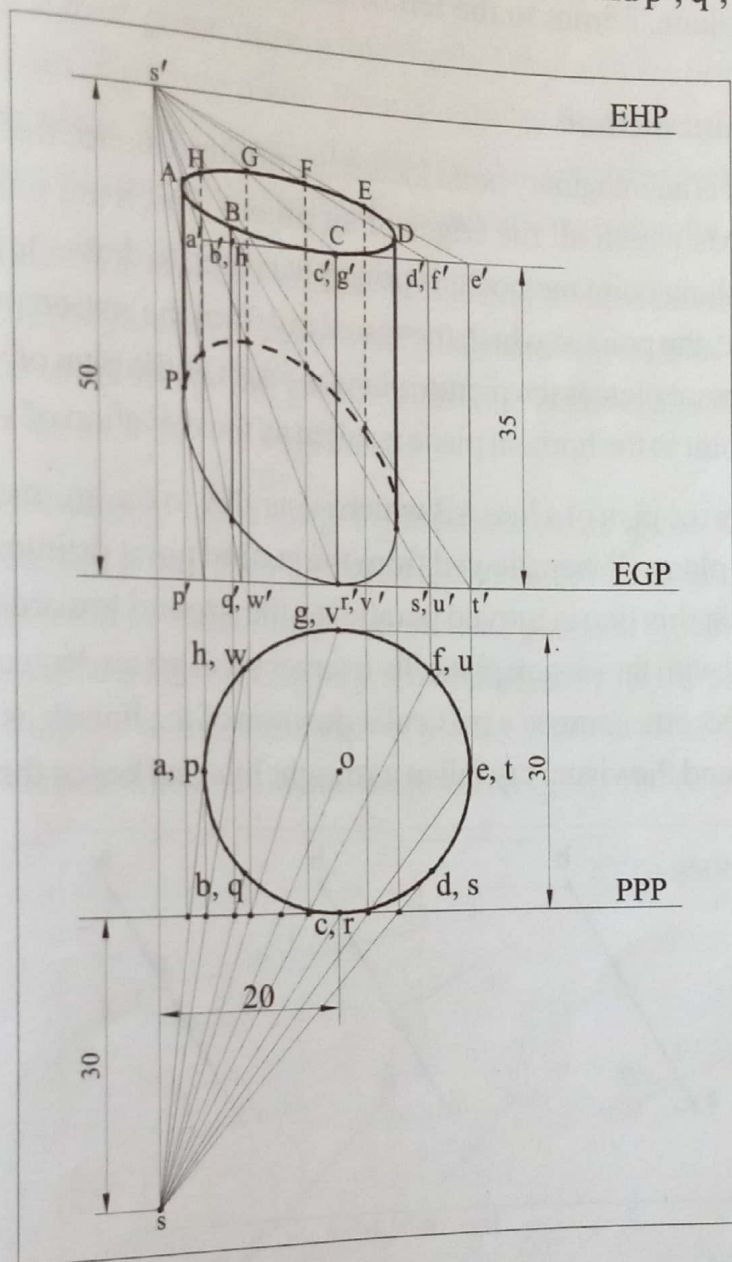 s′
EHP
H G F
A
E
B
D
C
a′ b′, h′ c′, g′ d′, f′ e′
50
P
35
EGP
p′ q′, w′ r′, v′ s′, u′ t′
g, v
h, w
f, u
o
a, p
e, t
30
b, q
d, s
PPP
c, r
20
30
s